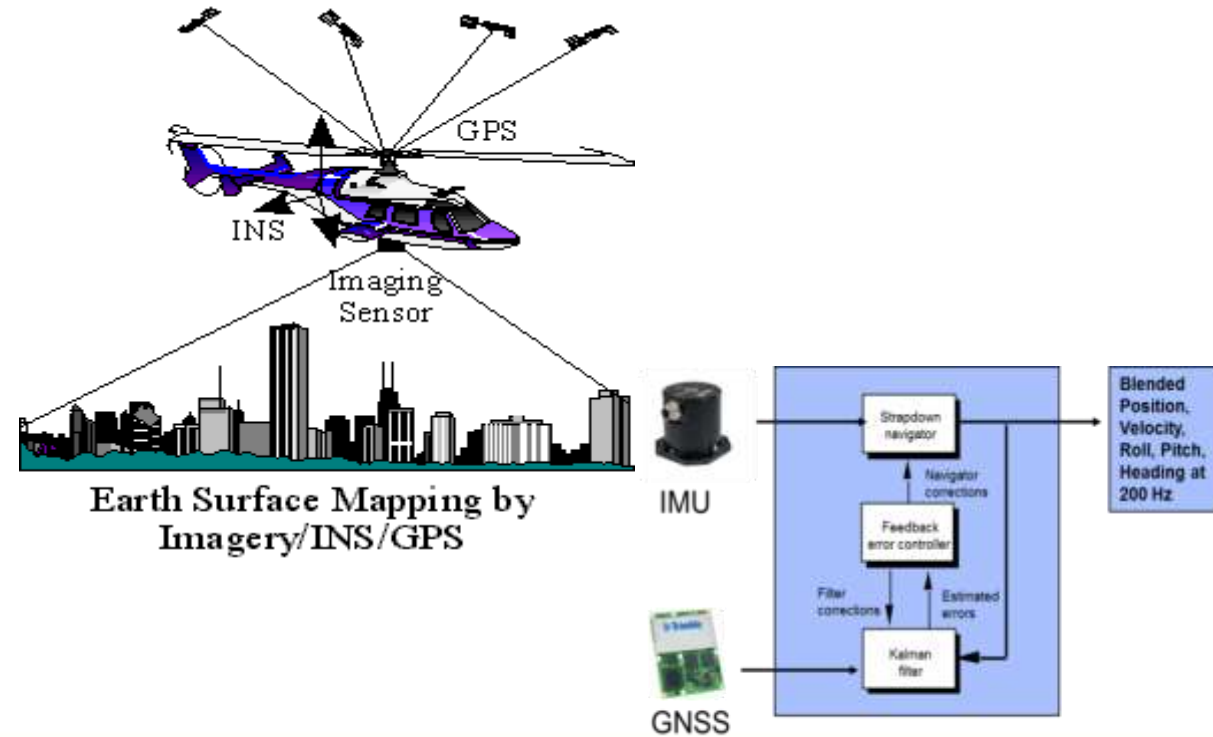 GPS
INS
Imaging
Sensor
Earth Surface Mapping by
Imagery/INS/GPS
IMU
GNSS
Trimble
Strapdown
navigator
Navigator
corrections
Feedback
error controller
Filter
corrections
Estimated
errors
Kalman
filter
Blended
Position,
Velocity,
Roll, Pitch,
Heading at
200 Hz